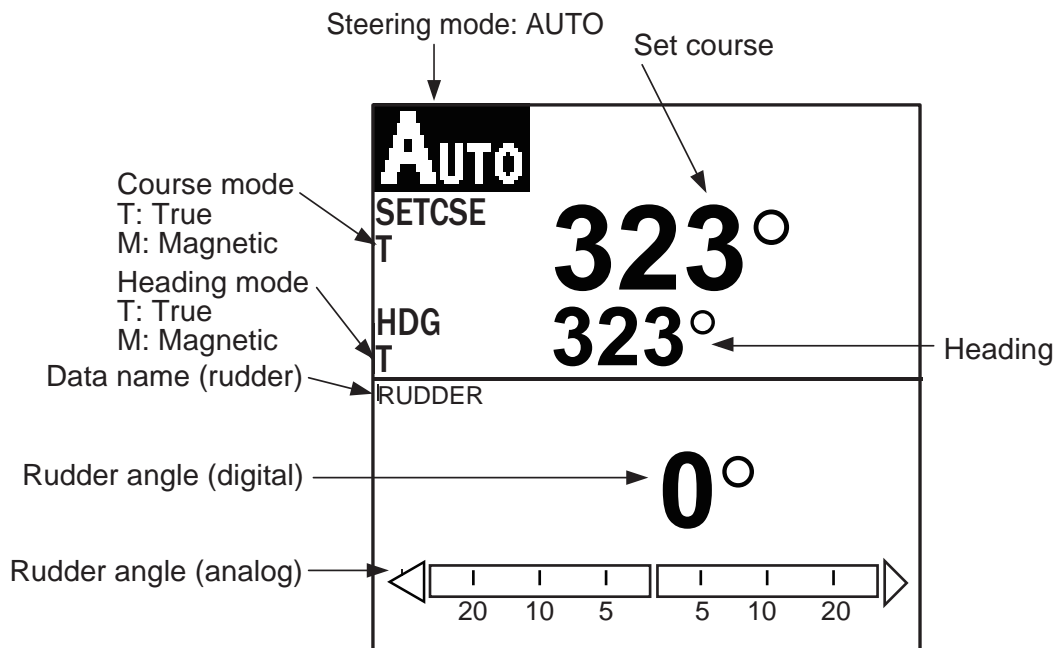 Steering mode: AUTO
Set course
AUTO
Course mode
T: True
M: Magnetic
SETCSE
T
323°
Heading mode
T: True
M: Magnetic
HDG
T
323°
Heading
Data name (rudder)
RUDDER
Rudder angle (digital)
0°
Rudder angle (analog)
20 10 5 5 10 20